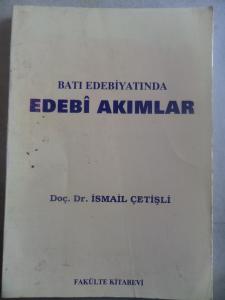 BATI EDEBİYATINDA
EDEBÎ AKIMLAR
Doç. Dr. İSMAİL ÇETİŞLİ
FAKÜLTE KİTABEVİ